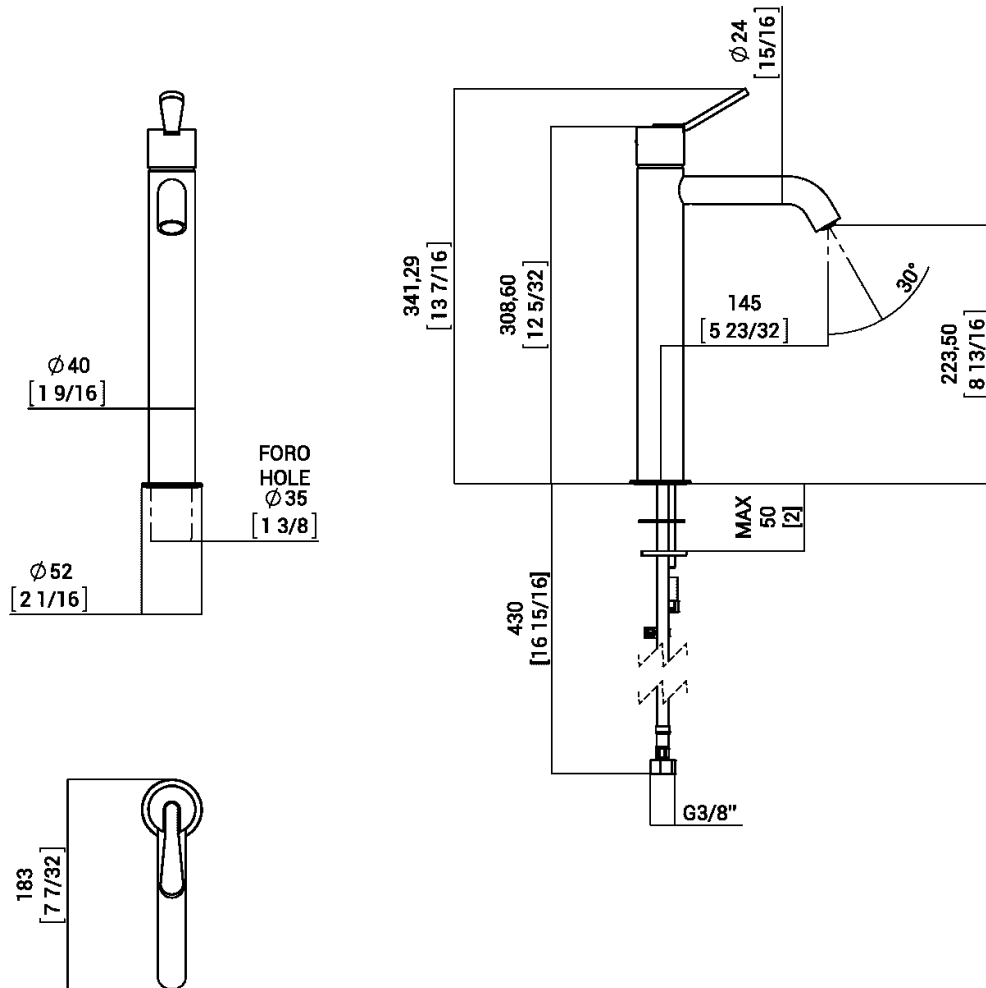 Ø24
[15/16]
341,29
[13 7/16]
308,60
[12 5/32]
145
[5 23/32]
30°
223,50
[8 13/16]
Ø40
[1 9/16]
FORO
HOLE
Ø35
[1 3/8]
MAX
50
[2]
Ø52
[2 1/16]
430
[16 15/16]
G3/8"
183
[7 7/32]